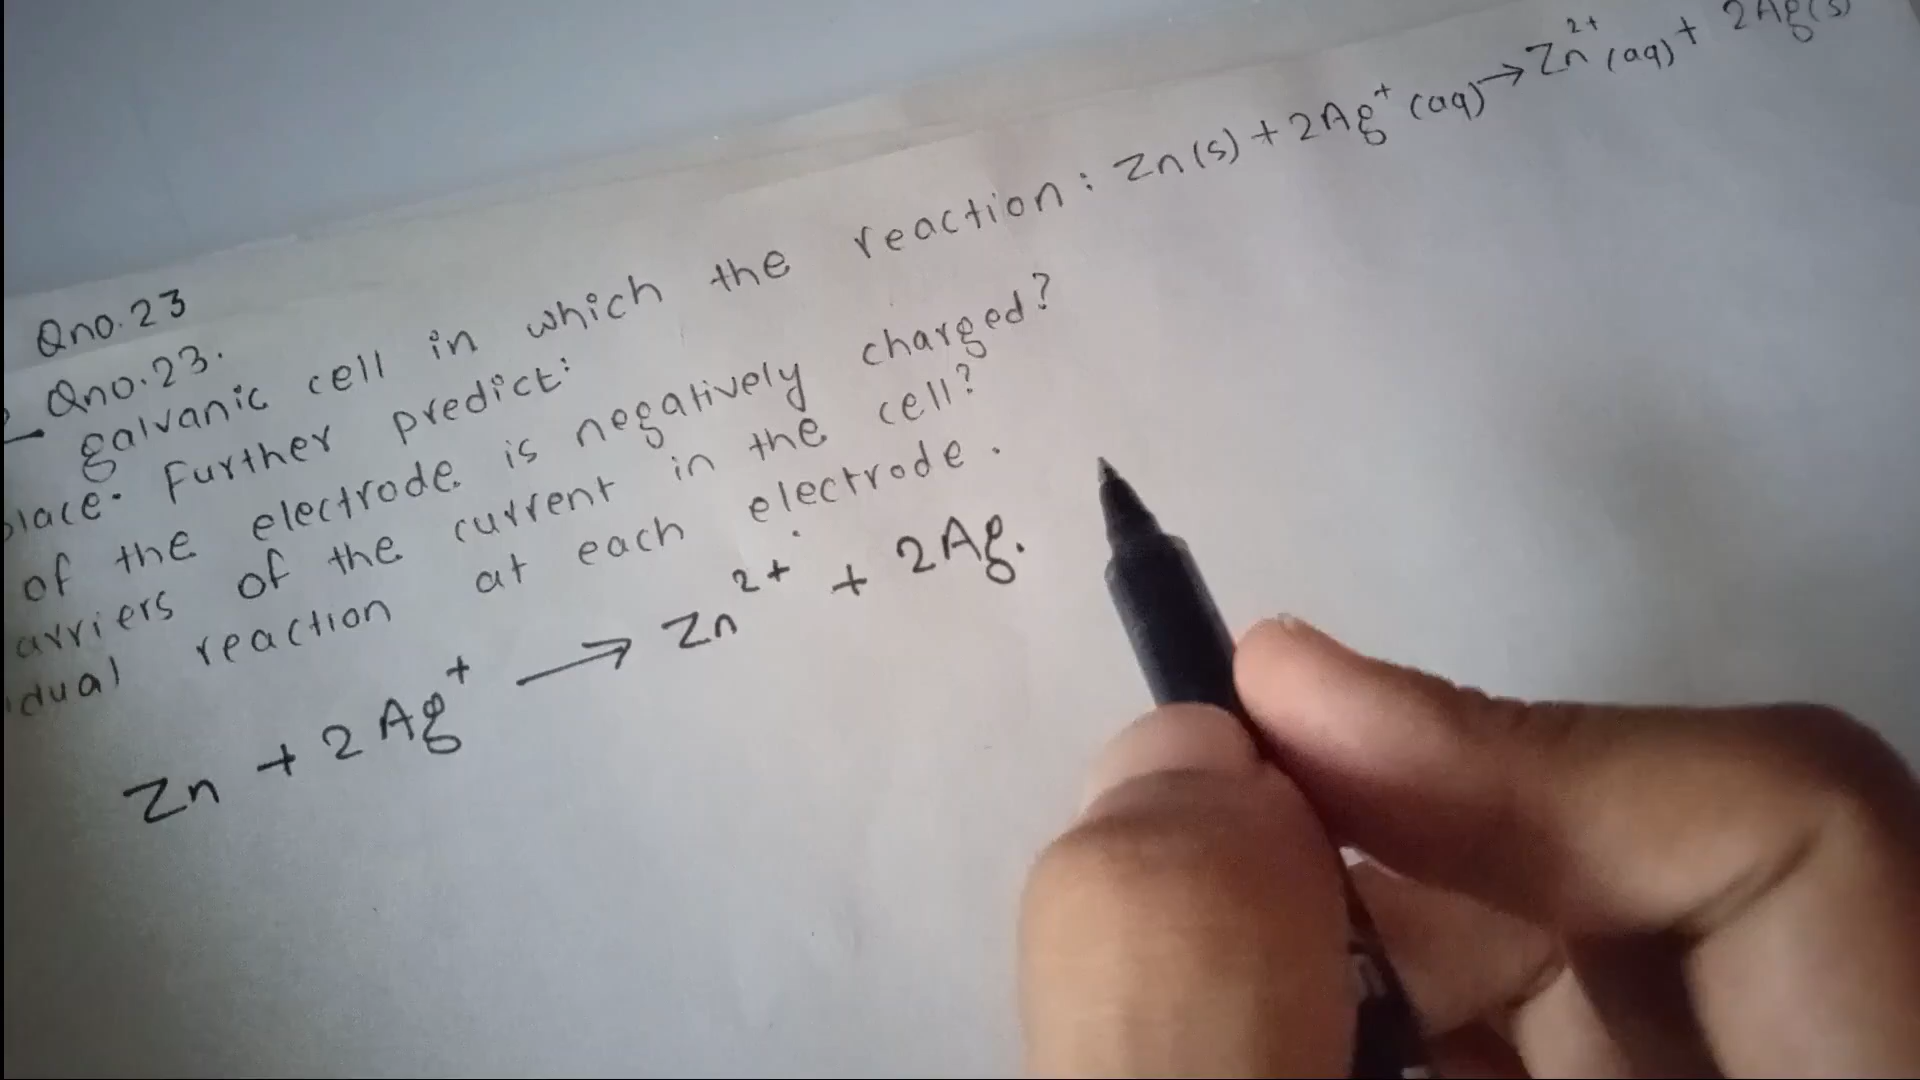 Qno.23
Qno.23.
galvanic cell in which the reaction: Zn(s) + 2Ag⁺(aq) → Zn²⁺(aq) + 2Ag(s)
place. Further predict:
of the electrode is negatively charged?
arriers of the current in the cell?
idual reaction at each electrode.
Zn + 2Ag⁺ → Zn²⁺ + 2Ag.